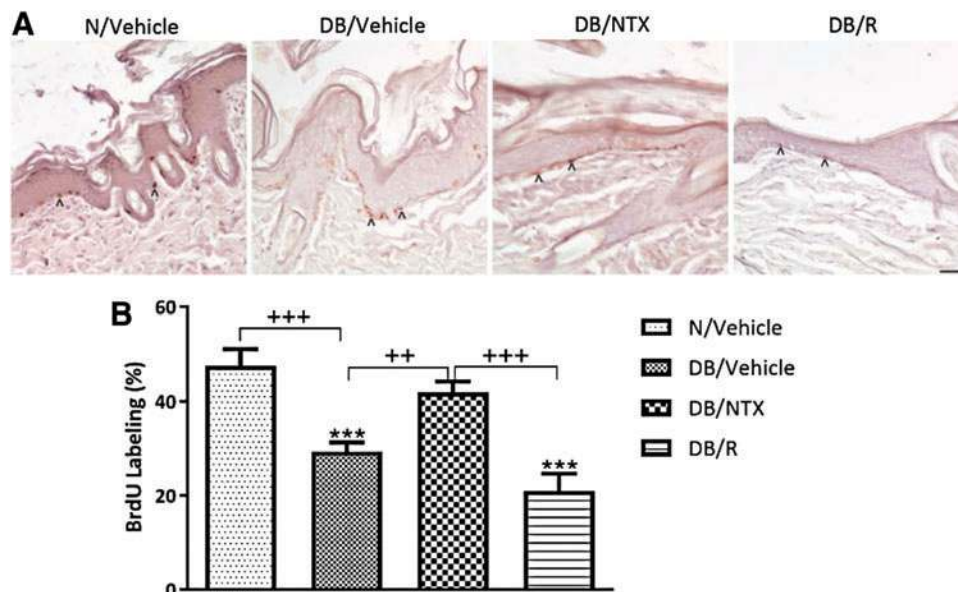 A
N/Vehicle DB/Vehicle DB/NTX DB/R
^ ^ ^ ^ ^ ^ ^ ^
B
60
40
20
0
BrdU Labeling (%)
+++ ++ +++
*** ***
N/Vehicle
DB/Vehicle
DB/NTX
DB/R